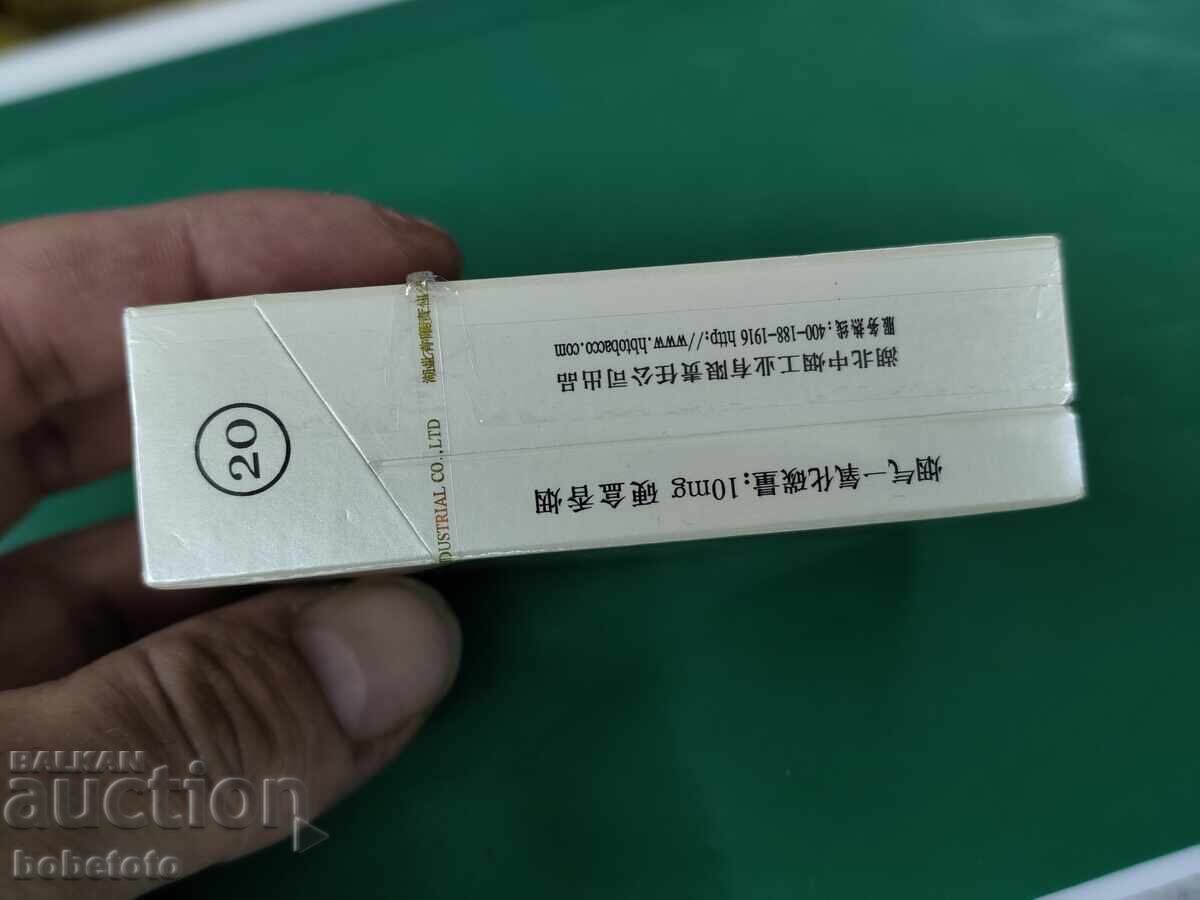 湖北中烟工业有限责任公司出品
服务热线：400-188-1916 http://www.hbtobacco.com
烟气一氧化碳量:10mg 硬盒香烟
20
DUSTRIAL CO.,LTD
BALKAN
auction
bobetoto